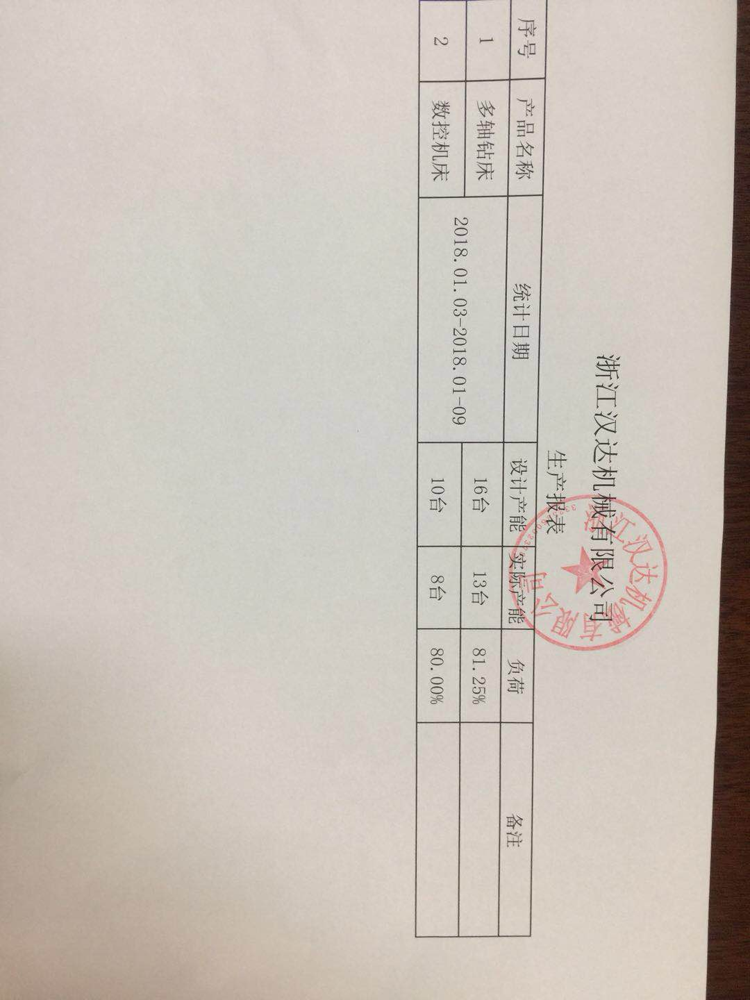 浙江汉达机械有限公司
生产报表
序号 产品名称 统计日期 设计产能 实际产能 负荷 备注
1 多轴钻床 2018.01.03-2018.01-09 16台 13台 81.25%
2 数控机床 10台 8台 80.00%
浙江汉达机械有限公司